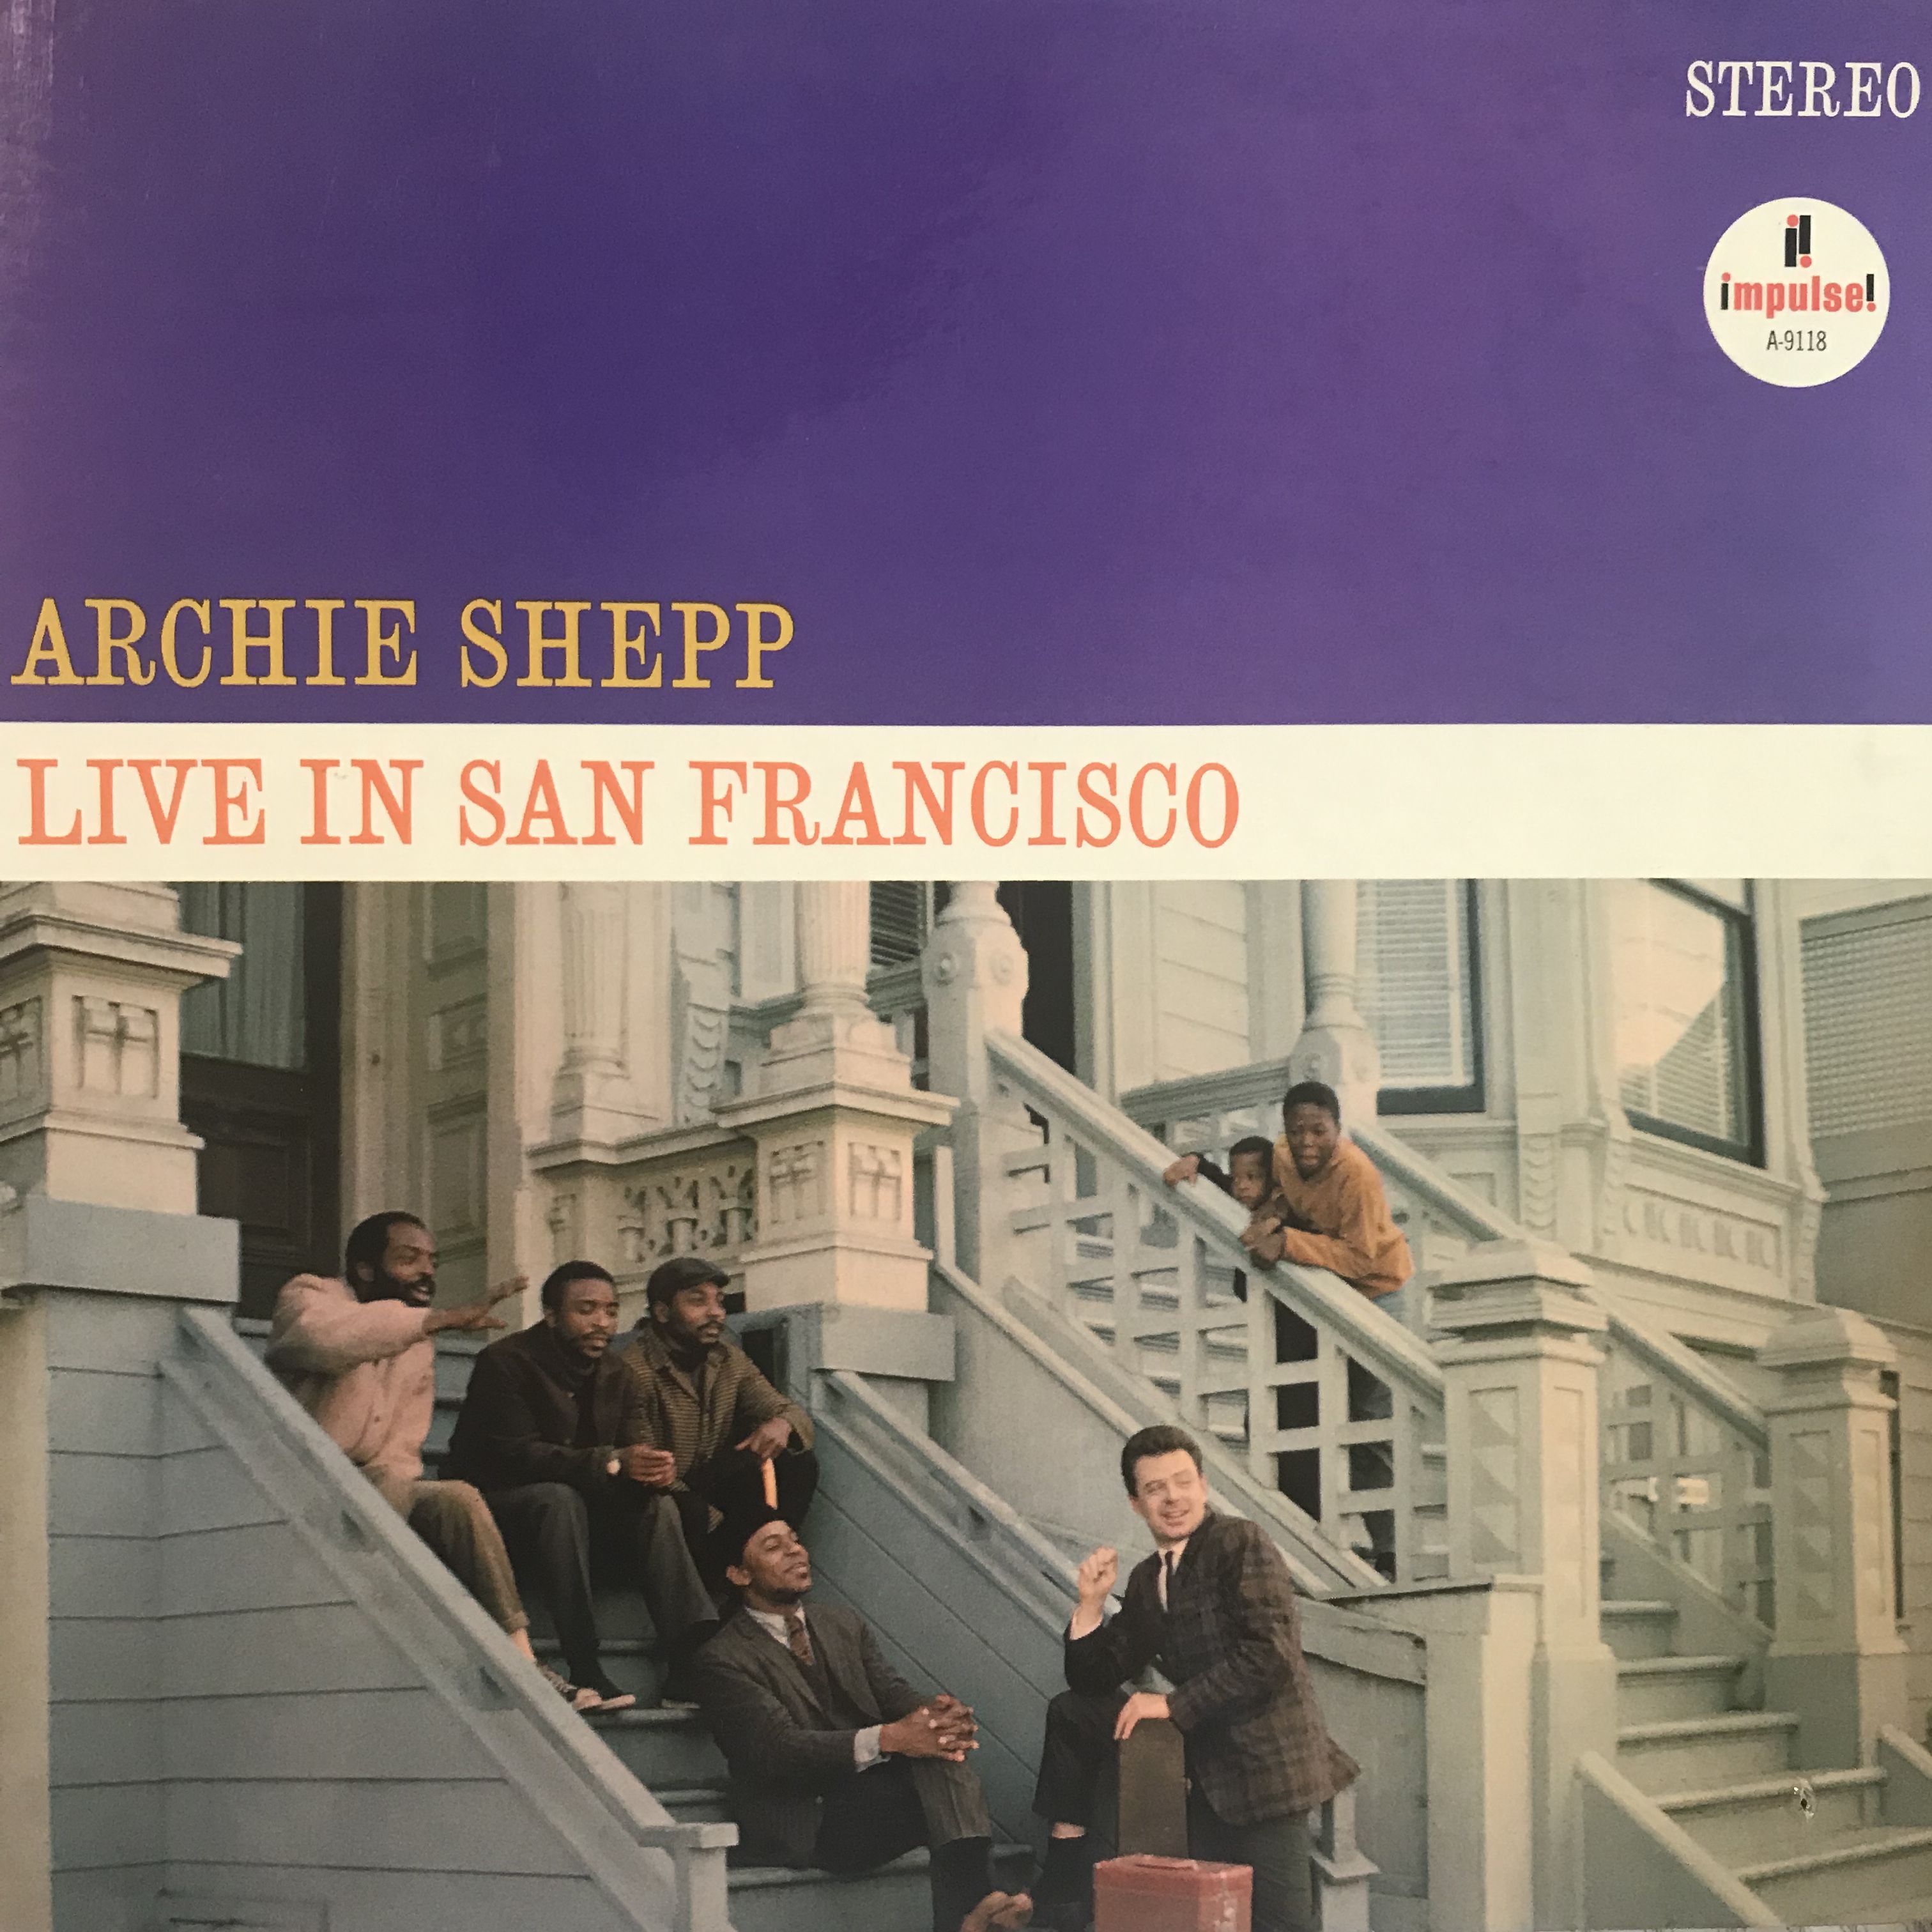 STEREO
impulse!
A-9118
ARCHIE SHEPP
LIVE IN SAN FRANCISCO